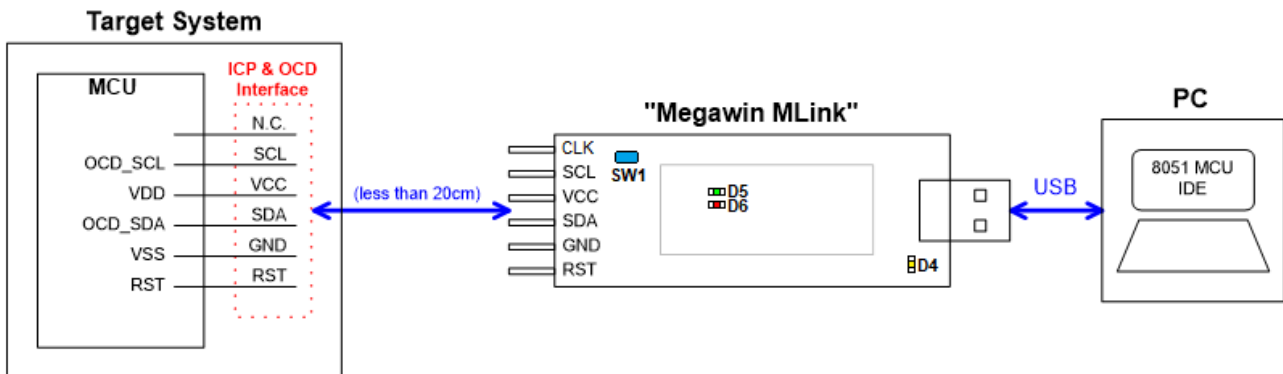 Target System
MCU
ICP & OCD
Interface
N.C.
OCD_SCL
SCL
VDD
VCC
OCD_SDA
SDA
VSS
GND
RST
RST
(less than 20cm)
"Megawin MLink"
CLK
SCL
VCC
SDA
GND
RST
SW1
D5
D6
D4
USB
PC
8051 MCU
IDE